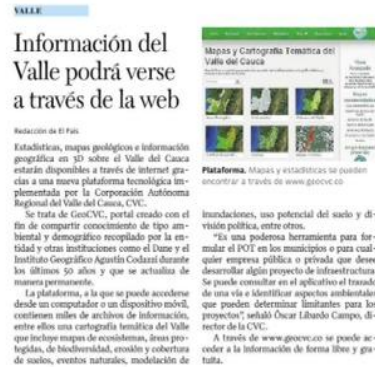 VALLE
Información del
Valle podrá verse
a través de la web
Redacción de El País
Estadísticas, mapas geológicos e información
geográfica en 3D sobre el Valle del Cauca
estarán disponibles a través de internet gra-
cias a una nueva plataforma tecnológica im-
plementada por la Corporación Autónoma
Regional del Valle del Cauca, CVC.
Se trata de GeoCVC, portal creado con el
fin de compartir conocimiento de tipo am-
biental y demográfico recopilado por la en-
tidad y otras instituciones como el Dane y el
Instituto Geográfico Agustín Codazzi durante
los últimos 50 años y que se actualiza de
manera permanente.
La plataforma, a la que se puede accederse
desde un computador o un dispositivo móvil,
contienen miles de archivos de información,
entre ellos una cartografía temática del Valle
que incluye mapas de ecosistemas, áreas pro-
tegidas, de biodiversidad, erosión y cobertura
de suelos, eventos naturales, modelación de
Mapas y Cartografía Temática del
Valle del Cauca
Plataforma. Mapas y estadísticas se pueden
encontrar a través de www.geocvc.co
inundaciones, uso potencial del suelo y di-
visión política, entre otros.
"Es una poderosa herramienta para for-
mular el POT en los municipios o para cual-
quier empresa pública o privada que desee
desarrollar algún proyecto de infraestructura.
Se puede consultar en el aplicativo el trazado
de una vía e identificar aspectos ambientales
que pueden determinar limitantes para los
proyectos", señaló Óscar Libardo Campo, di-
rector de la CVC.
A través de www.geocvc.co se puede ac-
ceder a la información de forma libre y gra-
tuita.